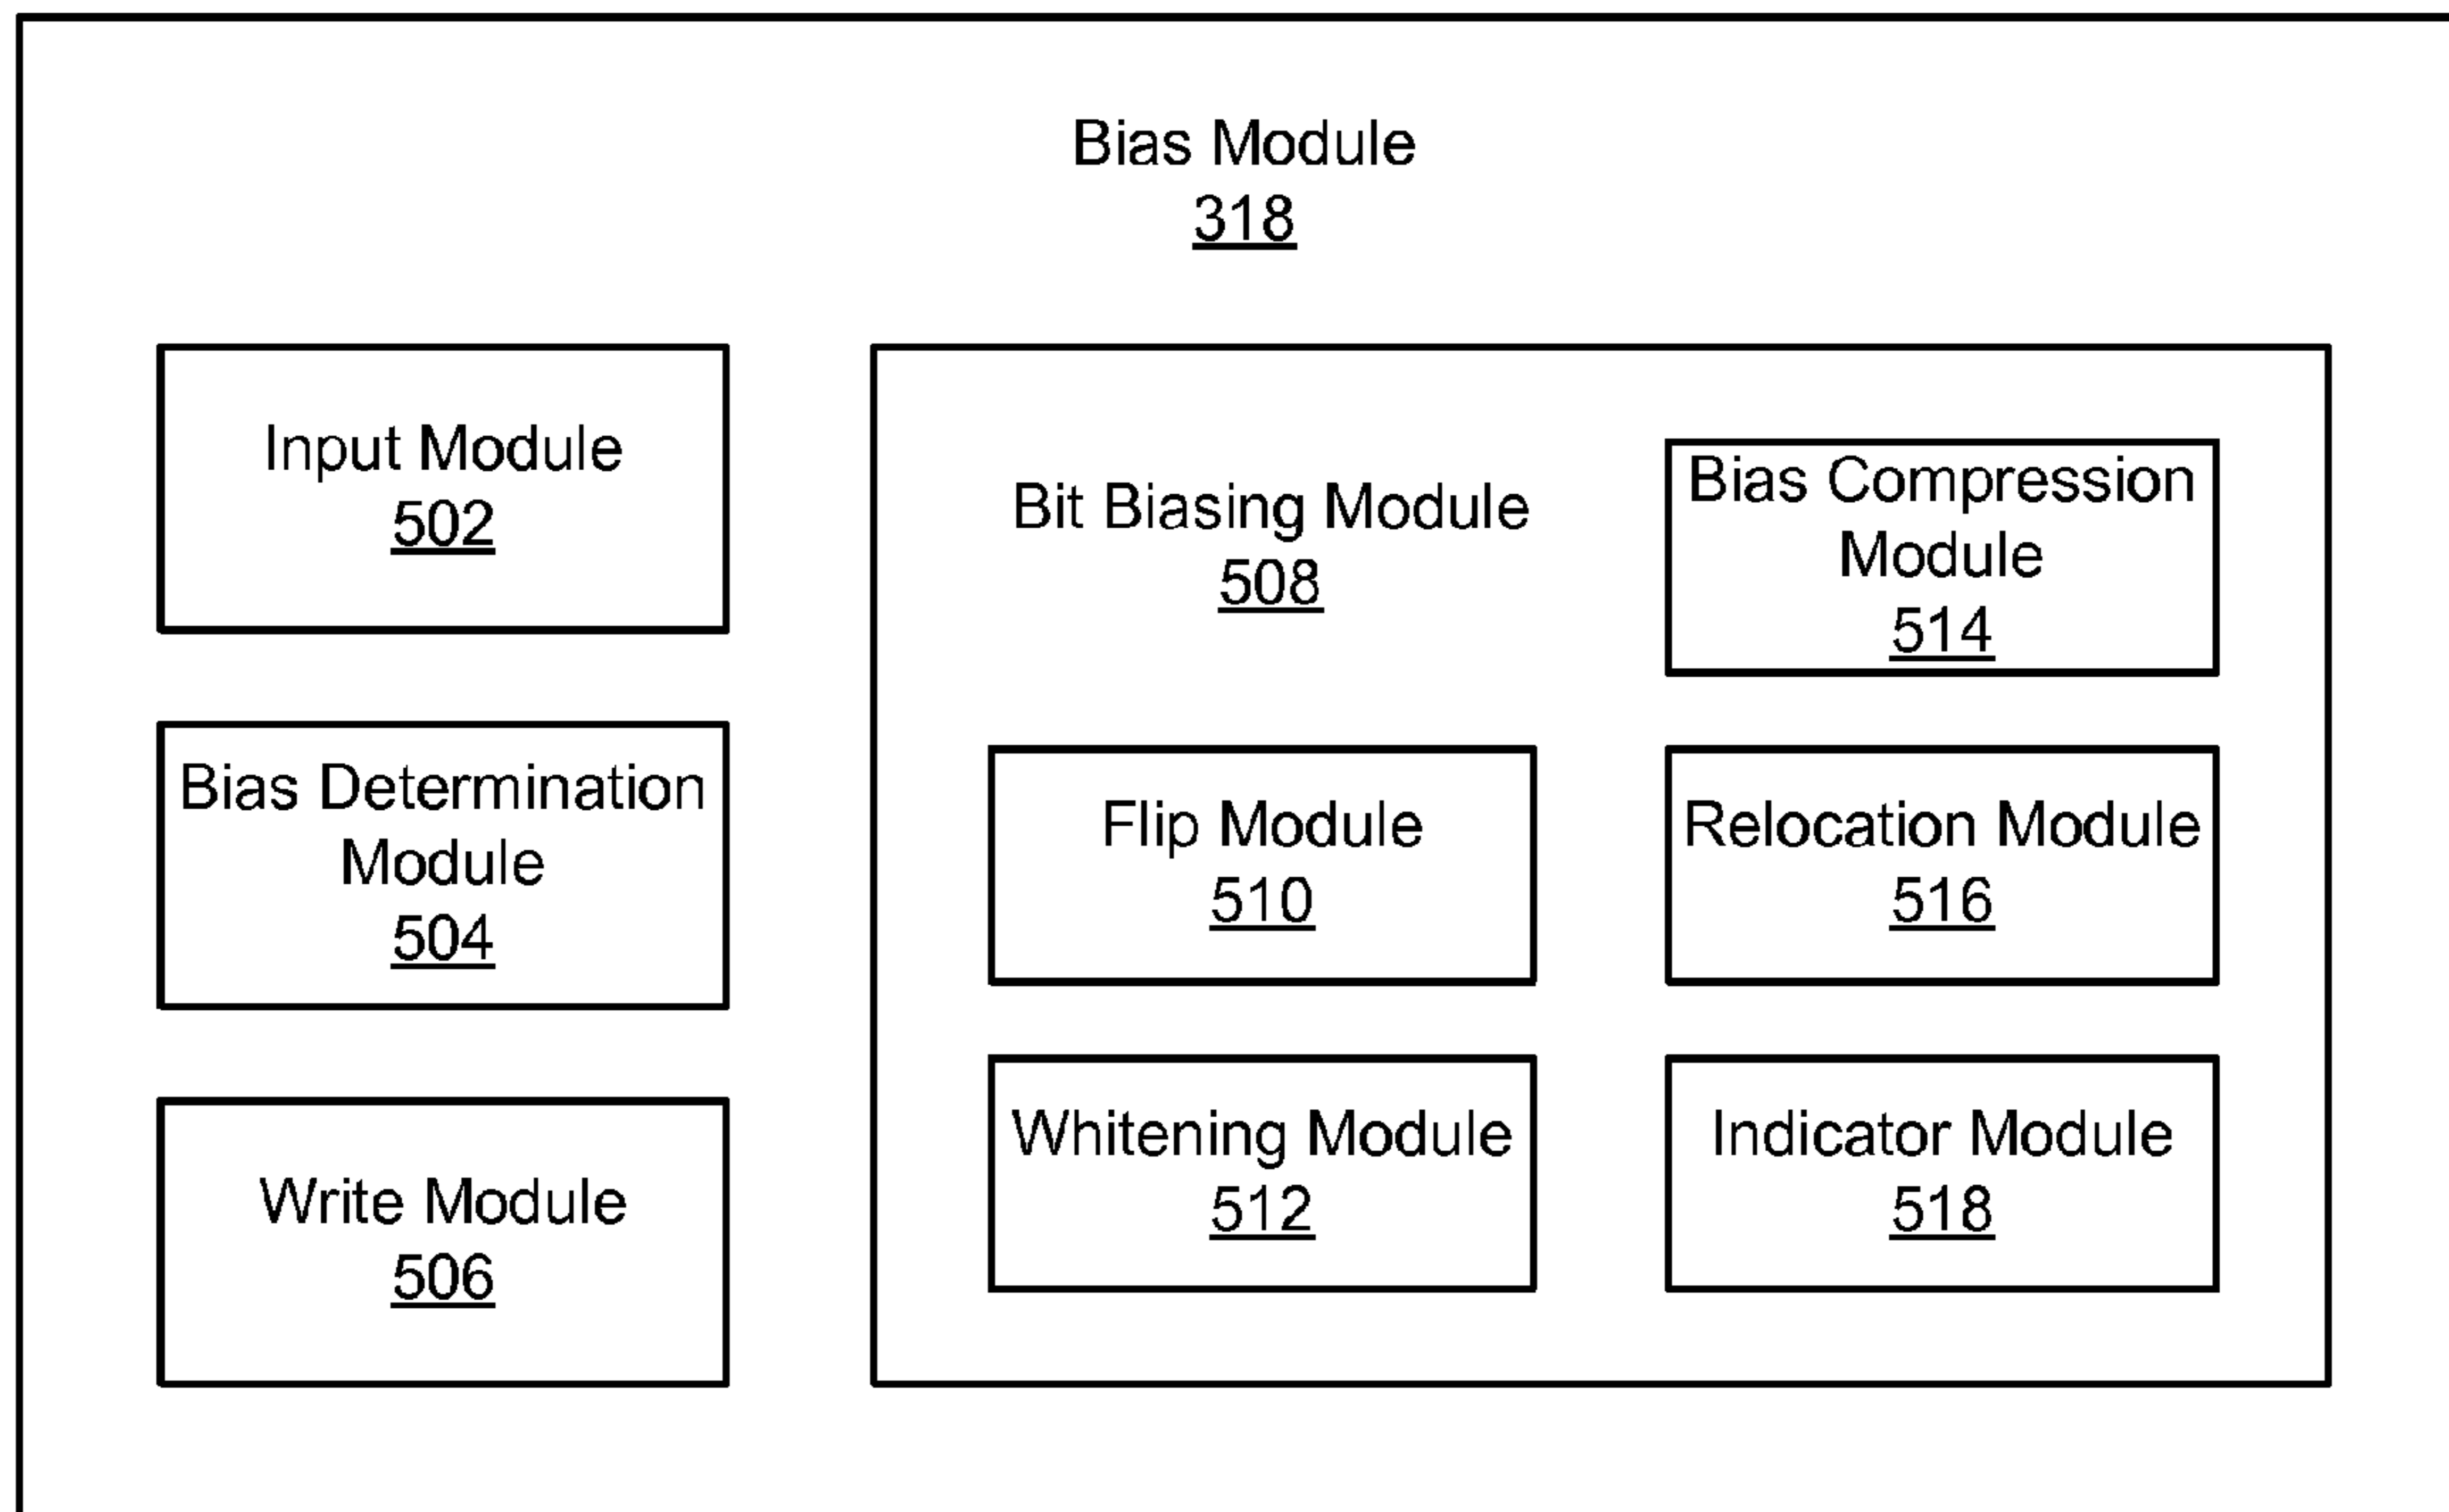 Bias Module
318
Input Module
502
Bias Determination
Module
504
Write Module
506
Bit Biasing Module
508
Bias Compression
Module
514
Flip Module
510
Relocation Module
516
Whitening Module
512
Indicator Module
518